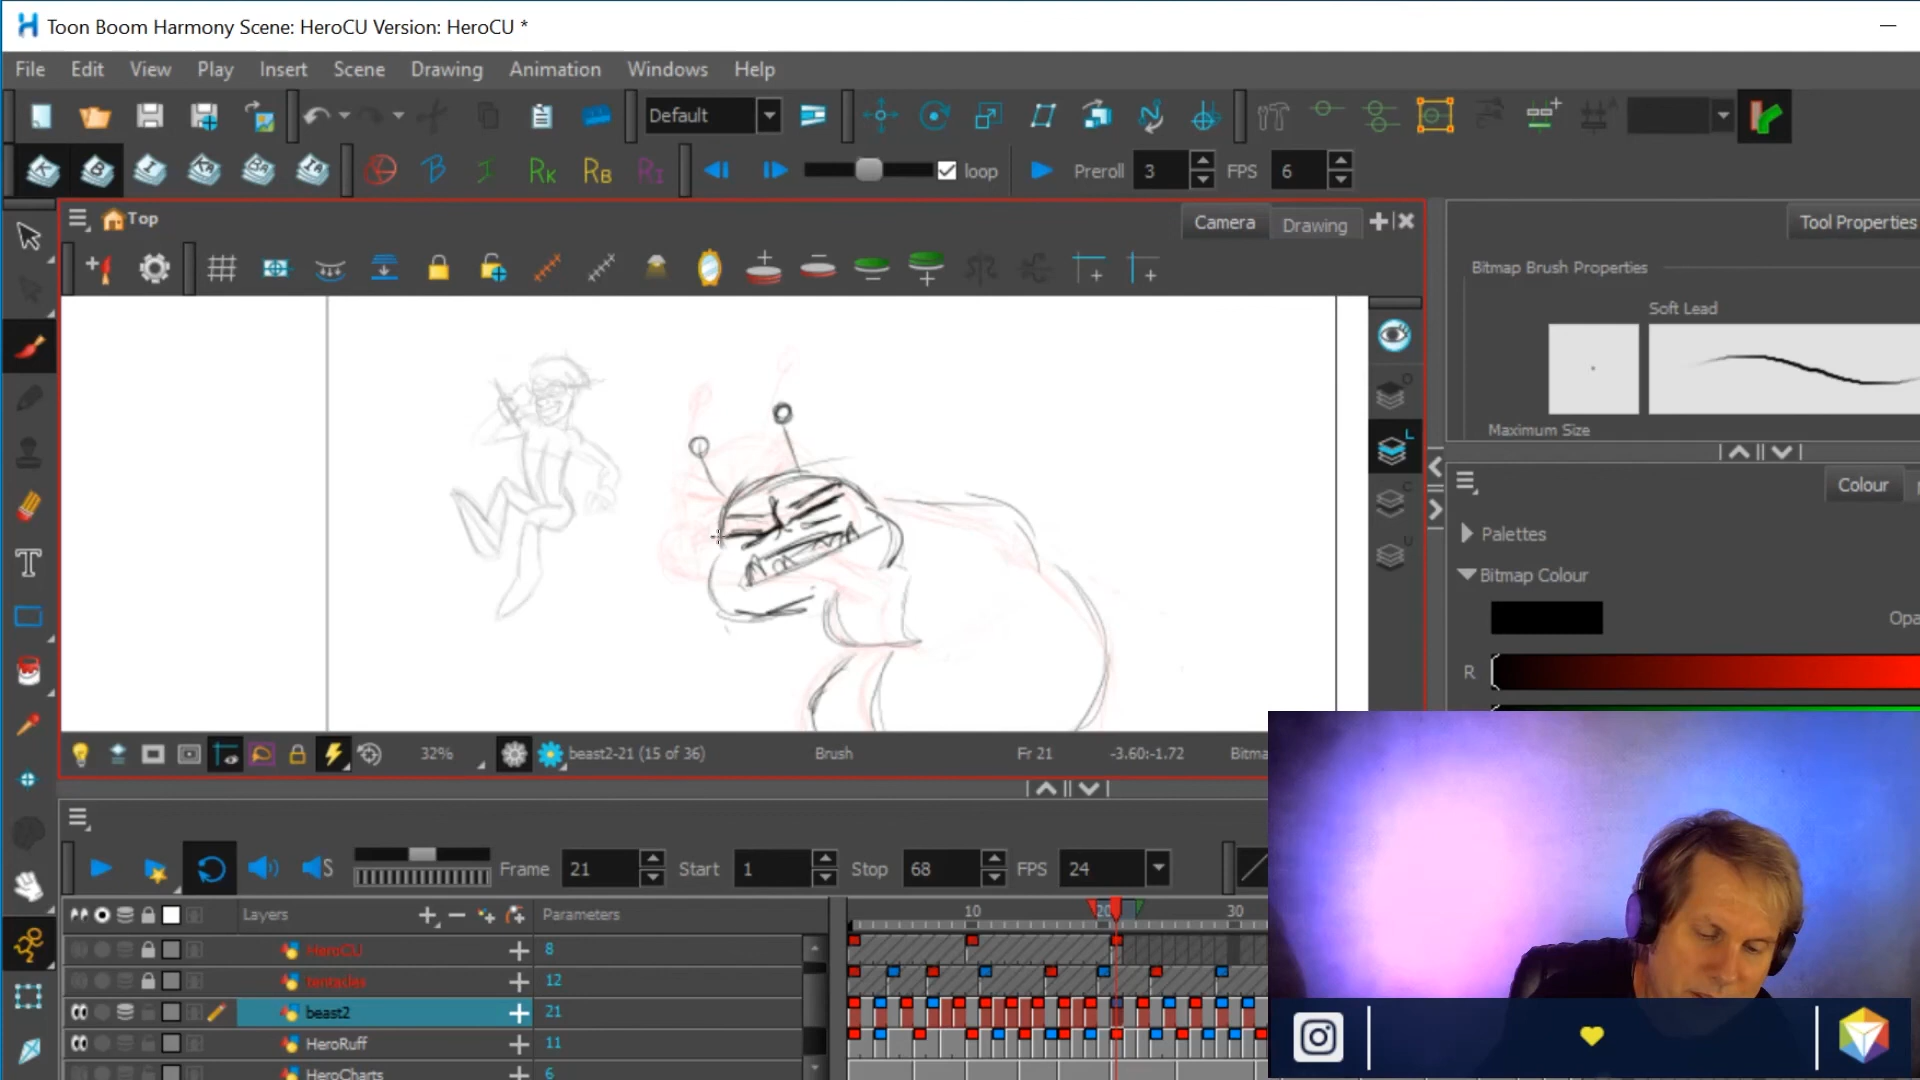 Toon Boom Harmony Scene: HeroCU Version: HeroCU *
File Edit View Play Insert Scene Drawing Animation Windows Help
Default
loop Preroll 3 FPS 6
Top Camera Drawing Tool Properties
Bitmap Brush Properties
Soft Lead
Maximum Size
Colour
Palettes
Bitmap Colour
R
32% beast2-21 (15 of 36) Brush Fr 21 -3.60:-1.72
Frame 21 Start 1 Stop 68 FPS 24
Layers Parameters 10 20 30
HeroCU 8
tentacles 12
beast2 21
HeroRuff 11
HeroCharts 6